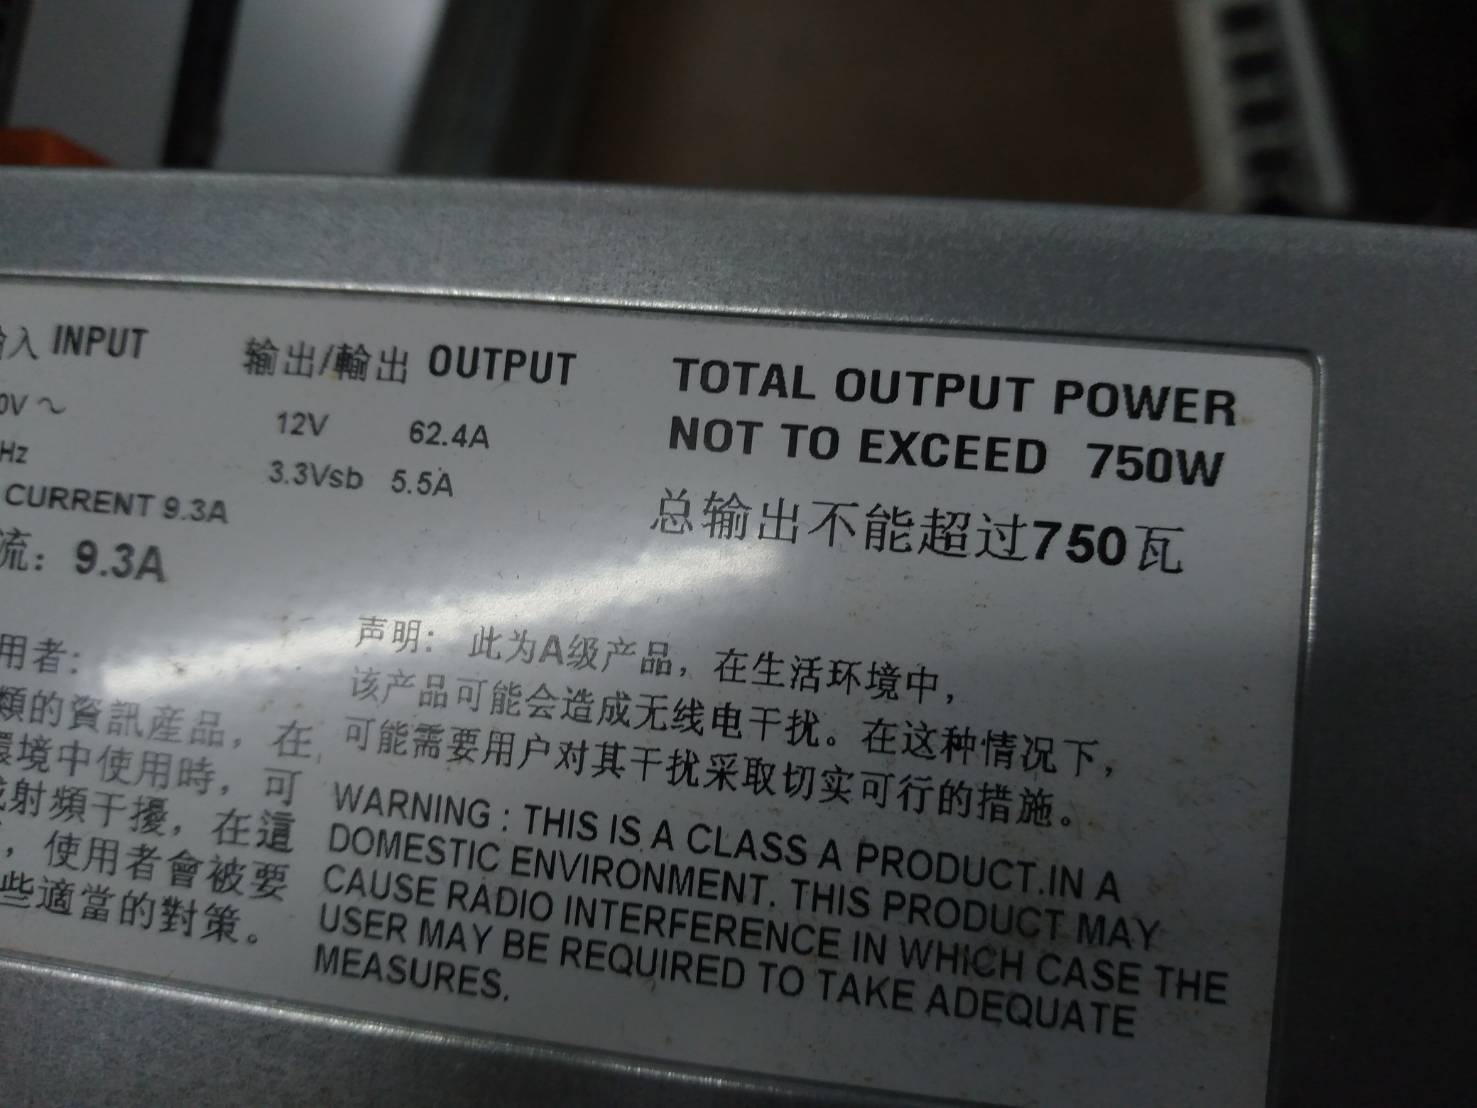 輸入 INPUT
0V ～
Hz
CURRENT 9.3A
流：9.3A
输出/輸出 OUTPUT
12V 62.4A
3.3Vsb 5.5A
TOTAL OUTPUT POWER
NOT TO EXCEED 750W
总输出不能超过750瓦
用者：
類的資訊産品，在
環境中使用時，可
成射頻干擾，在這
，使用者會被要
些適當的對策。
声明： 此为A级产品，在生活环境中，
该产品可能会造成无线电干扰。在这种情况下，
可能需要用户对其干扰采取切实可行的措施。
WARNING : THIS IS A CLASS A PRODUCT.IN A
DOMESTIC ENVIRONMENT. THIS PRODUCT MAY
CAUSE RADIO INTERFERENCE IN WHICH CASE THE
USER MAY BE REQUIRED TO TAKE ADEQUATE
MEASURES.